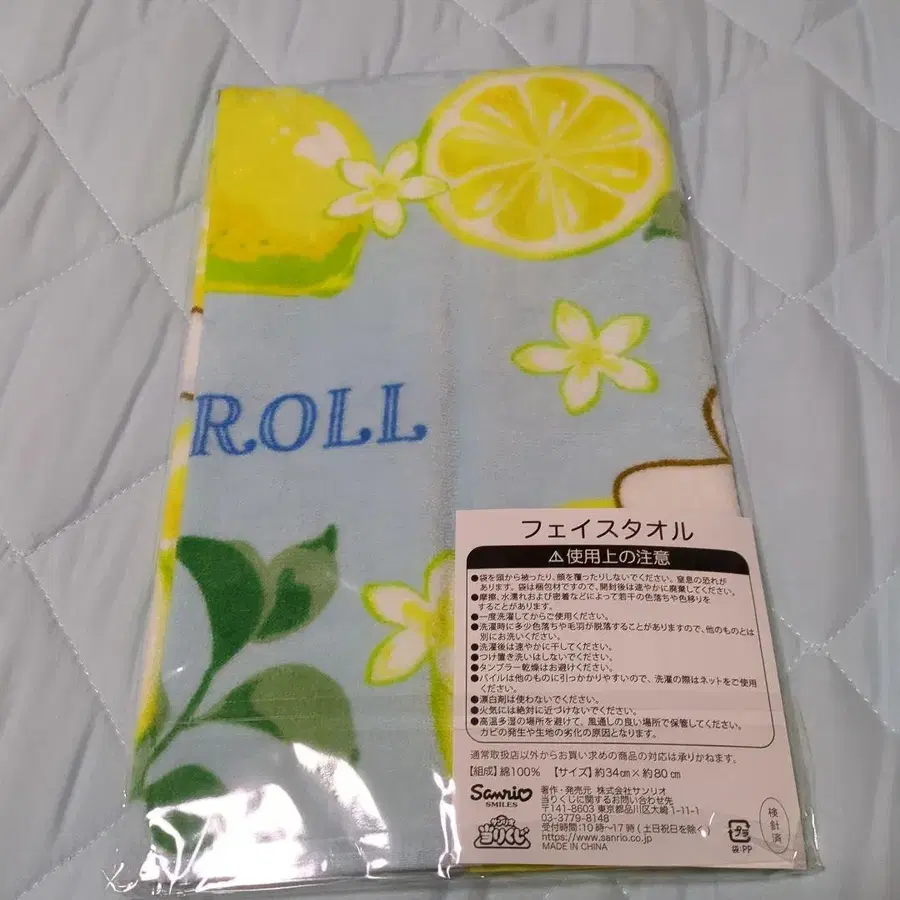 ROLL
フェイスタオル
⚠使用上の注意
●袋を頭から被ったり、顔を覆ったりしないでください。窒息の恐れが
あります。袋は梱包材ですので、開封後は速やかに廃棄してください。
●摩擦、水濡れおよび密着などによって若干の色落ちや色移りを
することがあります。
●一度洗濯してからご使用ください。
●洗濯時に多少色落ちや毛羽が脱落することがありますので、他のものとは
別にお洗いください。
●洗濯後は速やかに干してください。
●つけ置き洗いはしないでください。
●タンブラー乾燥はお避けください。
●パイルは他のものに引っかかりやすいので、洗濯の際はネットをご使用
ください。
●漂白剤は使わないでください。
●火気には絶対に近づけないでください。
●高温多湿の場所を避けて、風通しの良い場所で保管してください。
カビの発生や生地の劣化の原因となります。
通常取扱店以外からお買い求めの商品の対応は承りかねます。
【組成】綿100% 【サイズ】約34cm×約80cm
Sanrio
SMILES
サンリオ
当りくじ
著作・発売元 株式会社サンリオ
当りくじに関するお問い合わせ先
〒141-8603 東京都品川区大崎1-11-1
03-3779-8148
受付時間:10時〜17時(土日祝日を除く
https://www.sanrio.co.jp
MADE IN CHINA
プラ
袋:PP
検針済